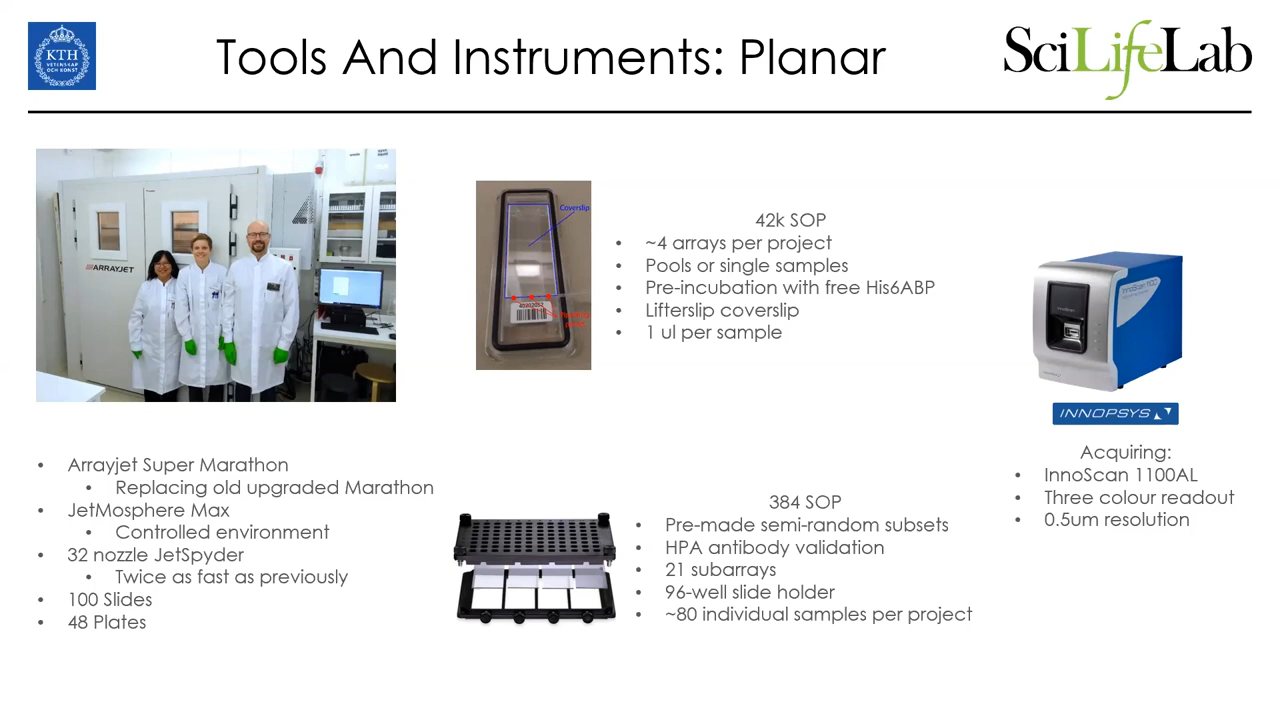 KTH
VETENSKAP
OCH KONST
Tools And Instruments: Planar
SciLifeLab
ARRAYJET
Coverslip
42k SOP
• ~4 arrays per project
• Pools or single samples
• Pre-incubation with free His6ABP
• Lifterslip coverslip
• 1 ul per sample
InnoScan 1100
INNOPSYS
Acquiring:
• InnoScan 1100AL
• Three colour readout
• 0.5um resolution
• Arrayjet Super Marathon
• Replacing old upgraded Marathon
• JetMosphere Max
• Controlled environment
• 32 nozzle JetSpyder
• Twice as fast as previously
• 100 Slides
• 48 Plates
384 SOP
• Pre-made semi-random subsets
• HPA antibody validation
• 21 subarrays
• 96-well slide holder
• ~80 individual samples per project